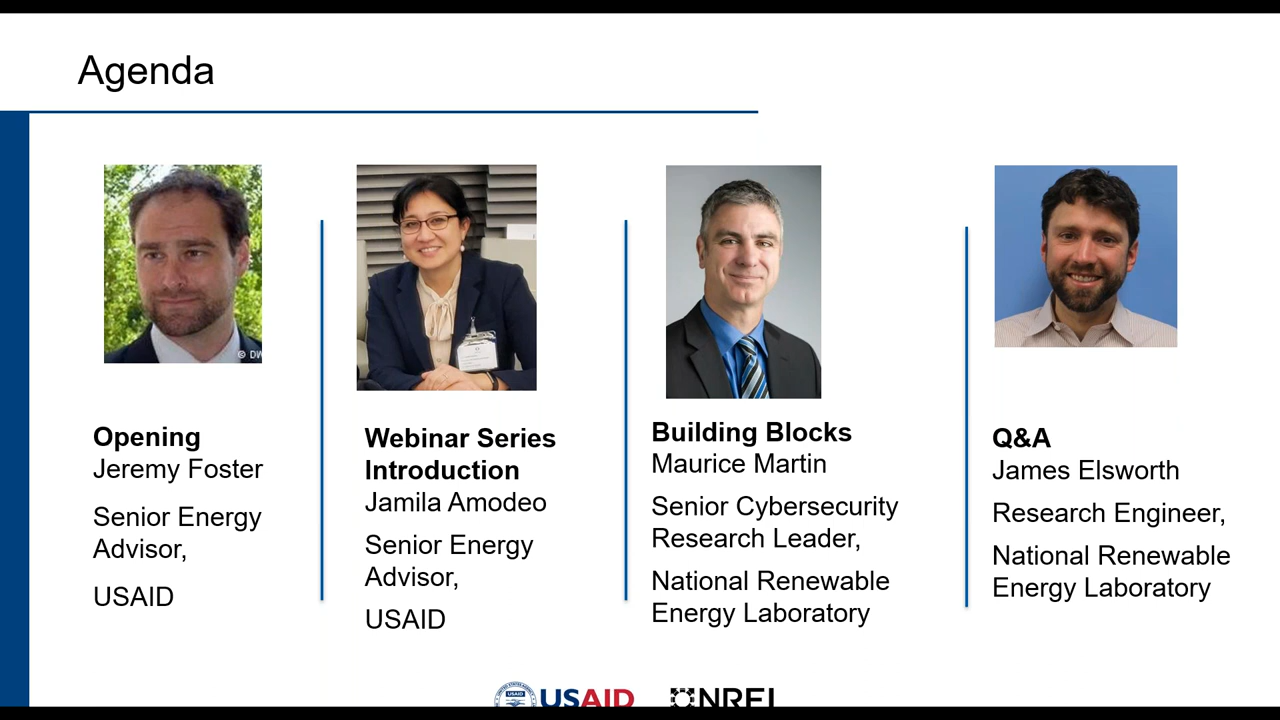 Agenda
© DW
Opening
Jeremy Foster
Senior Energy
Advisor,
USAID
Webinar Series
Introduction
Jamila Amodeo
Senior Energy
Advisor,
USAID
Building Blocks
Maurice Martin
Senior Cybersecurity
Research Leader,
National Renewable
Energy Laboratory
Q&A
James Elsworth
Research Engineer,
National Renewable
Energy Laboratory
USAID
USAID
NREL